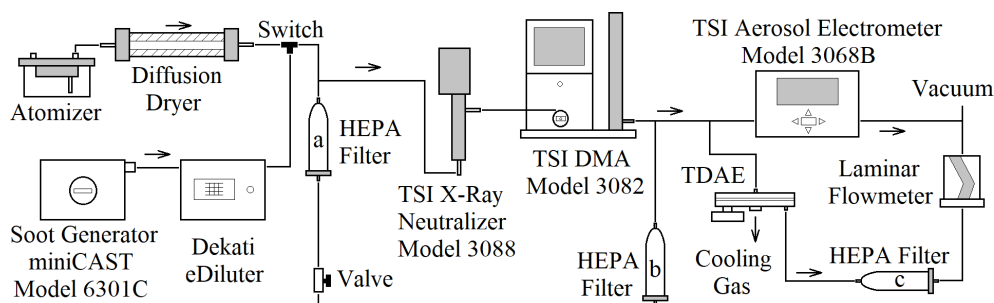 Atomizer
Diffusion
Dryer
Switch
a
HEPA
Filter
Soot Generator
miniCAST
Model 6301C
Dekati
eDiluter
Valve
TSI X-Ray
Neutralizer
Model 3088
TSI DMA
Model 3082
HEPA
Filter
b
TSI Aerosol Electrometer
Model 3068B
TDAE
Cooling
Gas
Vacuum
Laminar
Flowmeter
HEPA Filter
c